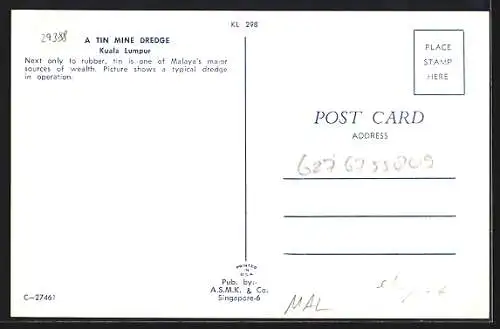 KL 298
29388
A TIN MINE DREDGE
Kuala Lumpur
Next only to rubber, tin is one of Malaya's major
sources of wealth. Picture shows a typical dredge
in operation.
PLACE
STAMP
HERE
POST CARD
ADDRESS
PRINTED
IN
U.S.A.
Pub. by:-
A.S.M.K. & Co.
Singapore-6
C-27461
MAL